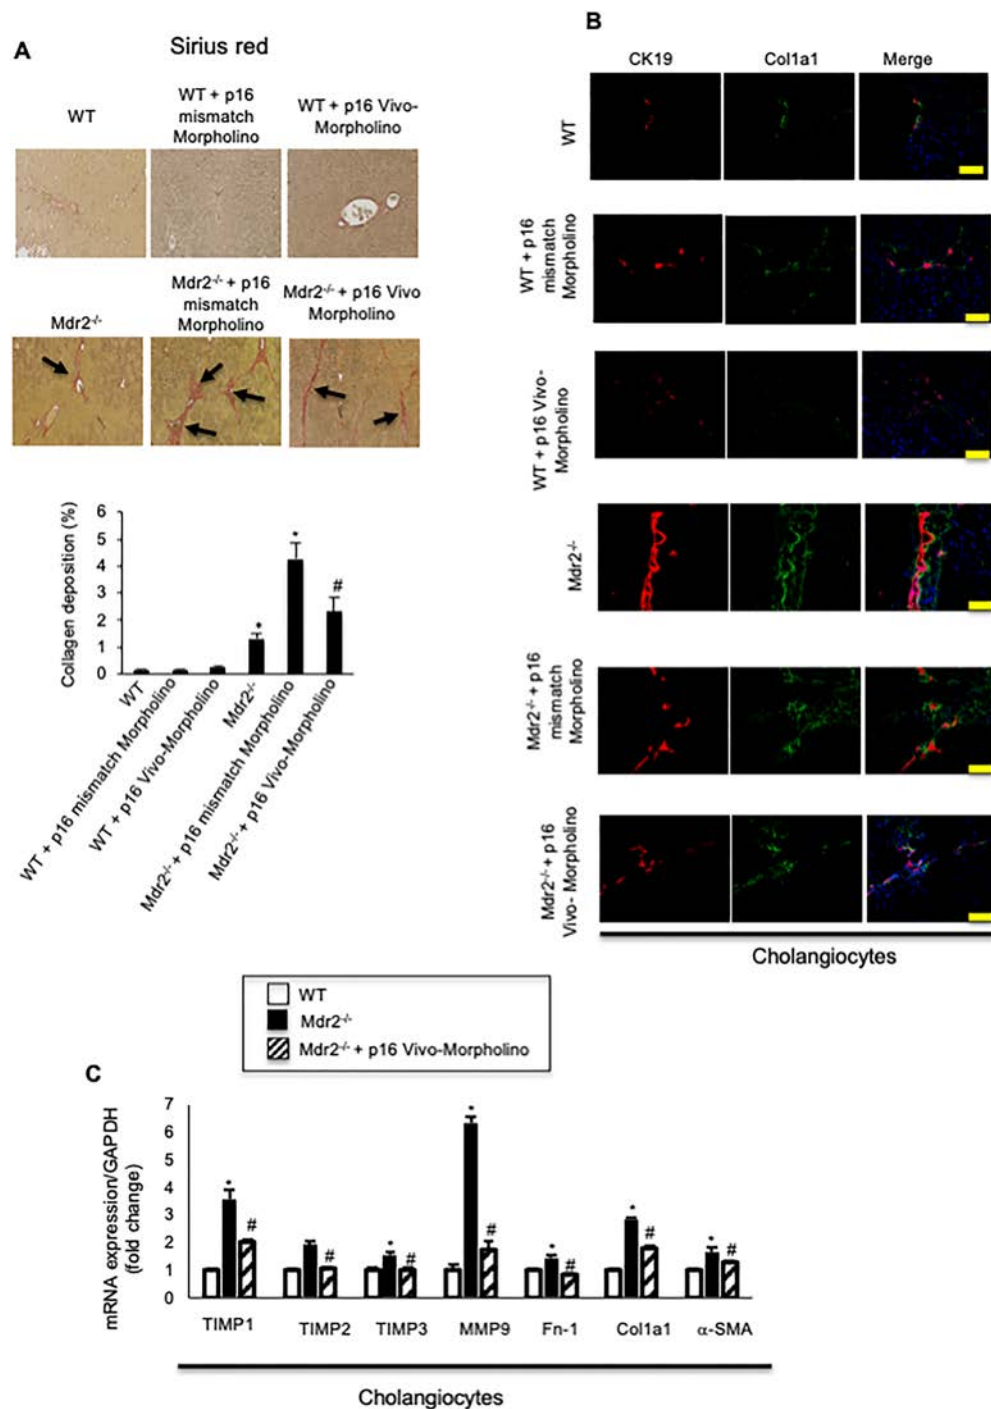 A
Sirius red
WT
WT + p16
mismatch
Morpholino
WT + p16 Vivo-
Morpholino
Mdr2-/-
Mdr2-/- + p16
mismatch
Morpholino
Mdr2-/- + p16 Vivo
Morpholino
Collagen deposition (%)
6
5
4
3
2
1
0
*
*
#
WT
WT + p16 mismatch Morpholino
WT + p16 Vivo-Morpholino
Mdr2-/-
Mdr2-/- + p16 mismatch Morpholino
Mdr2-/- + p16 Vivo-Morpholino
B
CK19
Col1a1
Merge
WT
WT + p16
mismatch
Morpholino
WT + p16 Vivo-
Morpholino
Mdr2-/-
Mdr2-/- + p16
mismatch
Morpholino
Mdr2-/- + p16
Vivo- Morpholino
Cholangiocytes
WT
Mdr2-/-
Mdr2-/- + p16 Vivo-Morpholino
C
mRNA expression/GAPDH
(fold change)
7
6
5
4
3
2
1
0
*
#
#
*
#
*
#
*
#
*
#
*
#
TIMP1
TIMP2
TIMP3
MMP9
Fn-1
Col1a1
α-SMA
Cholangiocytes